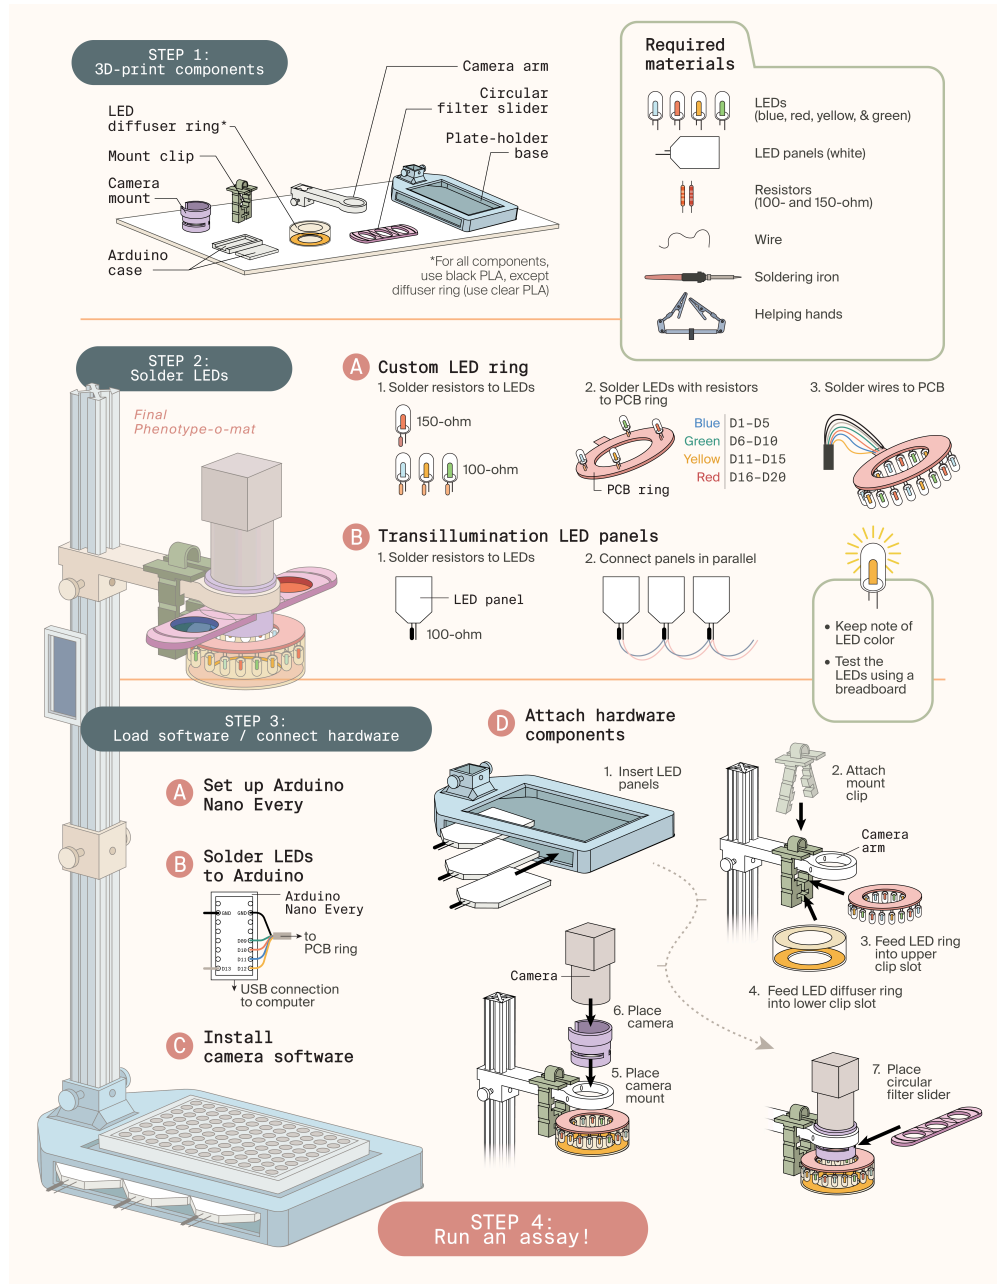 STEP 1:
3D-print components
LED
diffuser ring*
Mount clip
Camera
mount
Arduino
case
Camera arm
Circular
filter slider
Plate-holder
base
*For all components,
use black PLA, except
diffuser ring (use clear PLA)
Required
materials
LEDs
(blue, red, yellow, & green)
LED panels (white)
Resistors
(100- and 150-ohm)
Wire
Soldering iron
Helping hands
STEP 2:
Solder LEDs
Final
Phenotype-o-mat
A Custom LED ring
1. Solder resistors to LEDs
150-ohm
100-ohm
2. Solder LEDs with resistors
to PCB ring
PCB ring
Blue D1-D5
Green D6-D10
Yellow D11-D15
Red D16-D20
3. Solder wires to PCB
B Transillumination LED panels
1. Solder resistors to LEDs
LED panel
100-ohm
2. Connect panels in parallel
• Keep note of
LED color
• Test the
LEDs using a
breadboard
STEP 3:
Load software / connect hardware
A Set up Arduino
Nano Every
B Solder LEDs
to Arduino
Arduino
Nano Every
GND GND
D09
D10
D11
D13 D12
to
PCB ring
USB connection
to computer
C Install
camera software
D Attach hardware
components
1. Insert LED
panels
2. Attach
mount
clip
Camera
arm
3. Feed LED ring
into upper
clip slot
4. Feed LED diffuser ring
into lower clip slot
Camera
6. Place
camera
5. Place
camera
mount
7. Place
circular
filter slider
STEP 4:
Run an assay!